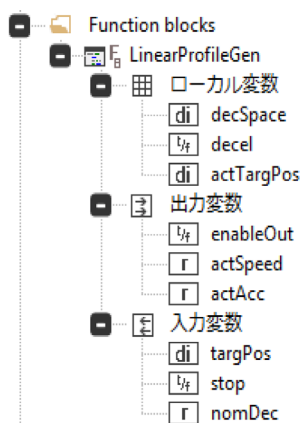 Function blocks
LinearProfileGen
ローカル変数
di decSpace
t/f decel
di actTargPos
出力変数
t/f enableOut
r actSpeed
r actAcc
入力変数
di targPos
t/f stop
r nomDec